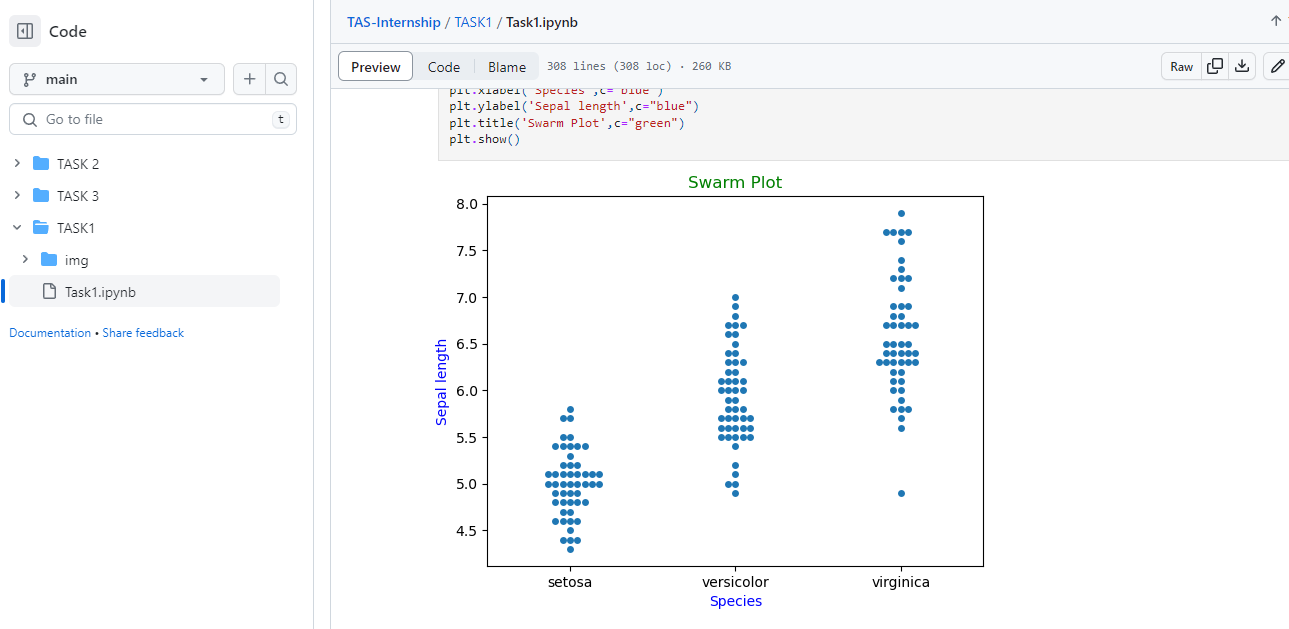 Code
main
Go to file
t
TASK 2
TASK 3
TASK1
img
Task1.ipynb
Documentation • Share feedback
TAS-Internship / TASK1 / Task1.ipynb
Preview Code Blame 308 lines (308 loc) · 260 KB
Raw
plt.xlabel('Species',c="blue")
plt.ylabel('Sepal length',c="blue")
plt.title('Swarm Plot',c="green")
plt.show()
Swarm Plot
8.0
7.5
7.0
6.5
6.0
5.5
5.0
4.5
Sepal length
setosa versicolor virginica
Species